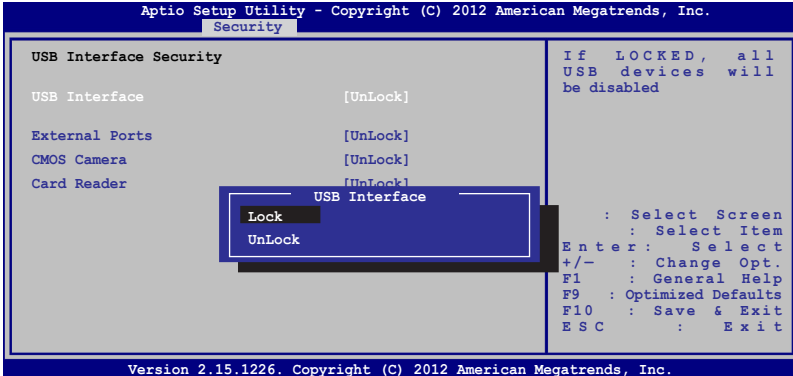 Aptio Setup Utility - Copyright (C) 2012 American Megatrends, Inc.
Security
USB Interface Security
USB Interface [UnLock]
External Ports [UnLock]
CMOS Camera [UnLock]
Card Reader [UnLock]
USB Interface
Lock
UnLock
If LOCKED, all
USB devices will
be disabled
: Select Screen
: Select Item
Enter: Select
+/— : Change Opt.
F1 : General Help
F9 : Optimized Defaults
F10 : Save & Exit
ESC : Exit
Version 2.15.1226. Copyright (C) 2012 American Megatrends, Inc.